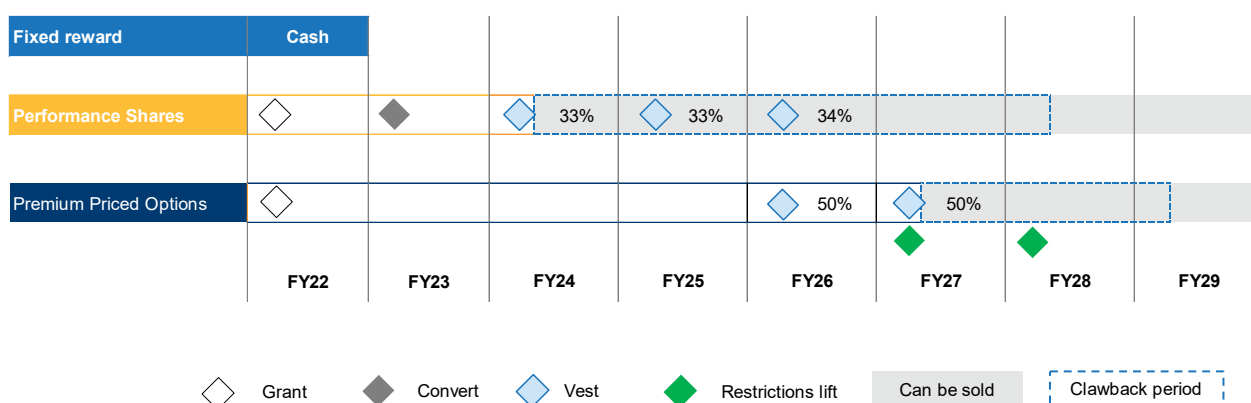 Fixed reward Cash
Performance Shares 33% 33% 34%
Premium Priced Options 50% 50%
FY22 FY23 FY24 FY25 FY26 FY27 FY28 FY29
Grant Convert Vest Restrictions lift Can be sold Clawback period